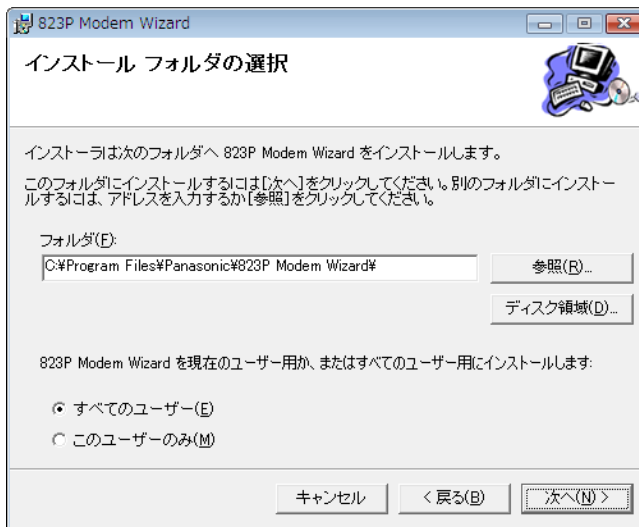 823P Modem Wizard
インストール フォルダの選択
インストーラは次のフォルダへ 823P Modem Wizard をインストールします。
このフォルダにインストールするには[次へ]をクリックしてください。別のフォルダにインストー
ルするには、アドレスを入力するか[参照]をクリックしてください。
フォルダ(F):
C:¥Program Files¥Panasonic¥823P Modem Wizard¥
参照(R)...
ディスク領域(D)...
823P Modem Wizard を現在のユーザー用か、またはすべてのユーザー用にインストールします:
すべてのユーザー(E)
このユーザーのみ(M)
キャンセル
< 戻る(B)
次へ(N) >